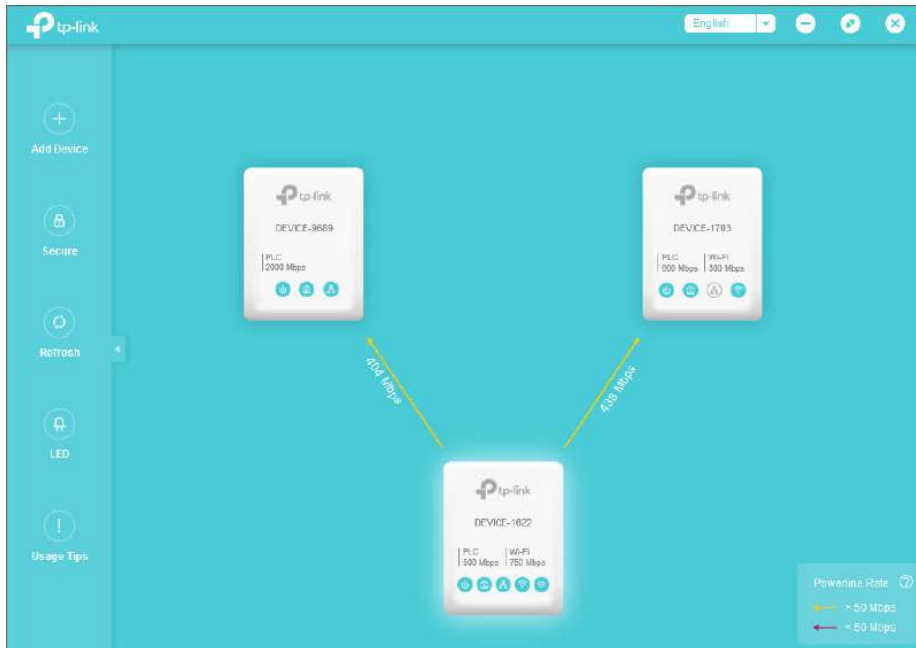 tp-link
English
Add Device
Secure
Refresh
LED
Usage Tips
tp-link
DEVICE-9689
PLC
2000 Mbps
tp-link
DEVICE-1703
PLC Wi-Fi
600 Mbps 300 Mbps
404 Mbps
438 Mbps
tp-link
DEVICE-1622
PLC Wi-Fi
500 Mbps 750 Mbps
Powerline Rate ?
> 50 Mbps
< 50 Mbps